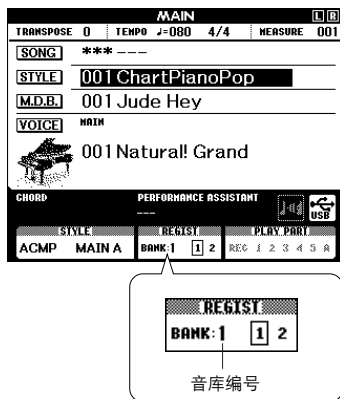 MAIN L R
TRANSPOSE 0 TEMPO ♩=080 4/4 MEASURE 001
SONG *** ---
STYLE 001 ChartPianoPop
M.D.B. 001 Jude Hey
VOICE MAIN
001 Natural! Grand
CHORD PERFORMANCE ASSISTANT
---
USB
STYLE REGIST PLAY PART
ACMP MAIN A BANK:1 1 2 REC 1 2 3 4 5 A
REGIST
BANK:1 1 2
音库编号